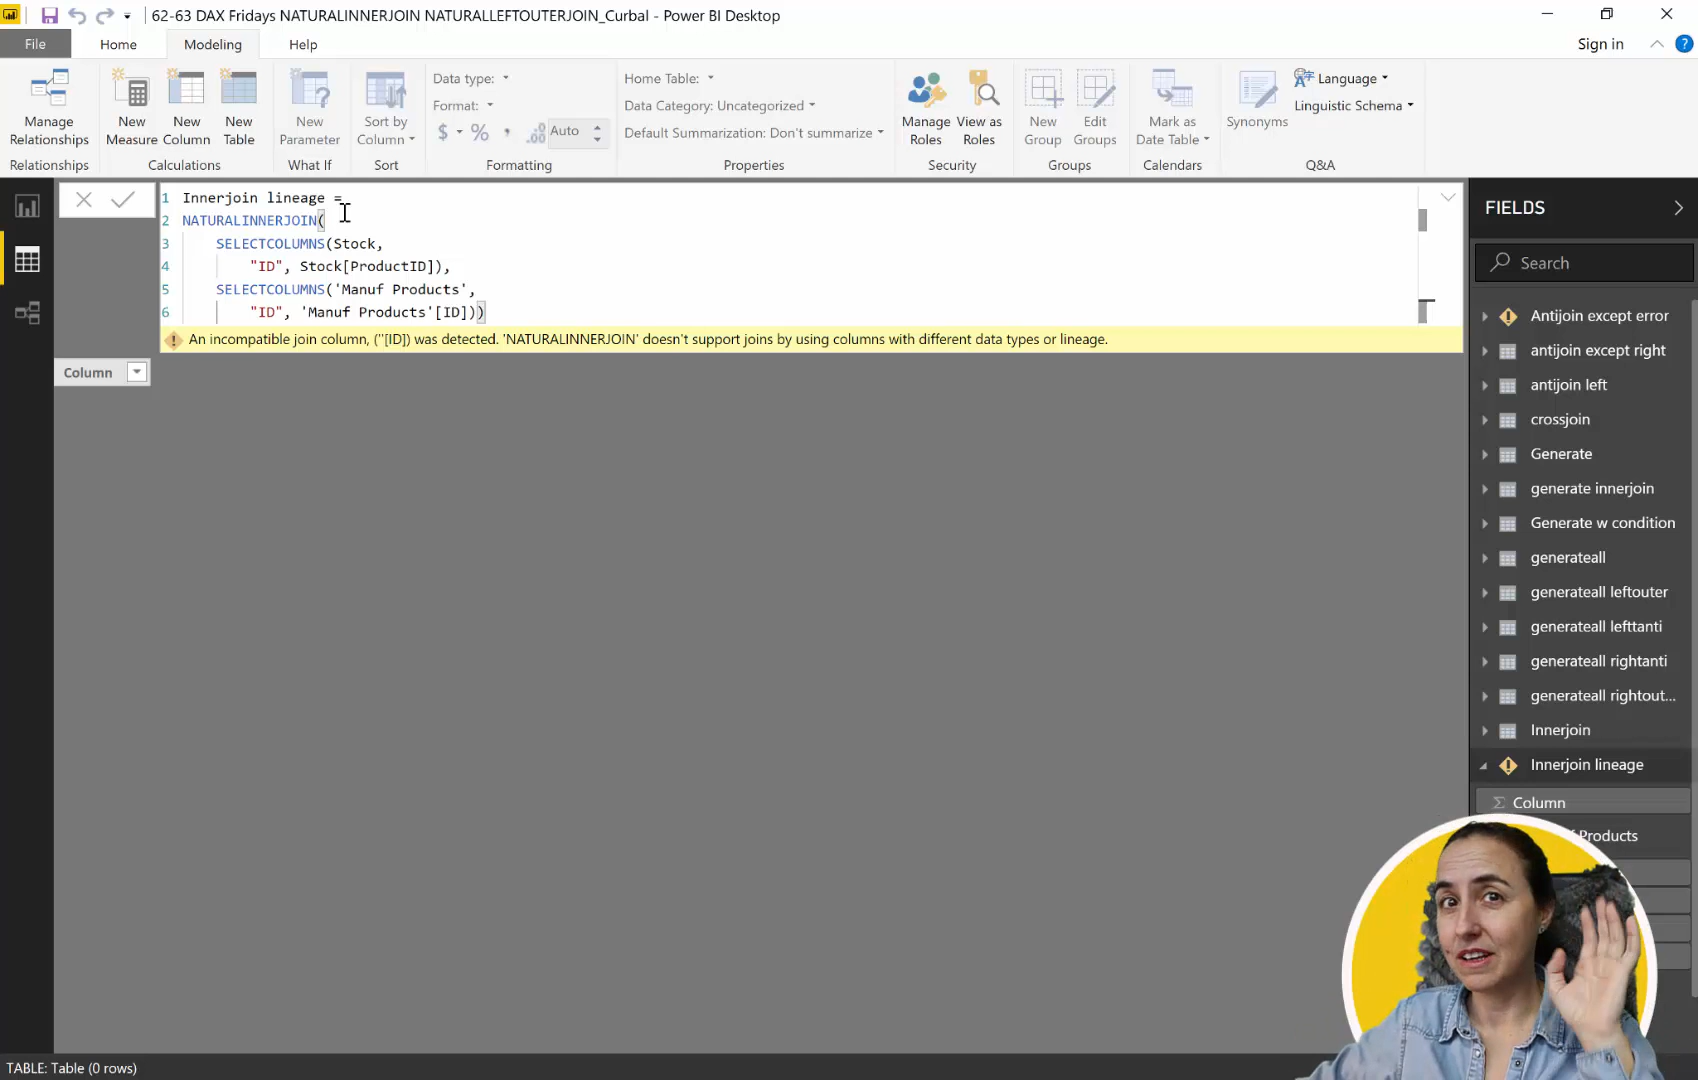 62-63 DAX Fridays NATURALINNERJOIN NATURALLEFTOUTERJOIN_Curbal - Power BI Desktop
File
Home
Modeling
Help
Sign in
?
Manage Relationships
Relationships
New Measure
New Column
New Table
Calculations
New Parameter
What If
Sort by Column
Sort
Data type:
Format:
$ % , .00 Auto
Formatting
Home Table:
Data Category: Uncategorized
Default Summarization: Don't summarize
Properties
Manage Roles
View as Roles
Security
New Group
Edit Groups
Groups
Mark as Date Table
Calendars
Synonyms
Language
Linguistic Schema
Q&A
1 Innerjoin lineage =
2 NATURALINNERJOIN(
3 SELECTCOLUMNS(Stock,
4 "ID", Stock[ProductID]),
5 SELECTCOLUMNS('Manuf Products',
6 "ID", 'Manuf Products'[ID]))
An incompatible join column, (''[ID]) was detected. 'NATURALINNERJOIN' doesn't support joins by using columns with different data types or lineage.
Column
FIELDS
Search
Antijoin except error
antijoin except right
antijoin left
crossjoin
Generate
generate innerjoin
Generate w condition
generateall
generateall leftouter
generateall lefttanti
generateall rightanti
generateall rightout...
Innerjoin
Innerjoin lineage
Σ Column
Products
TABLE: Table (0 rows)